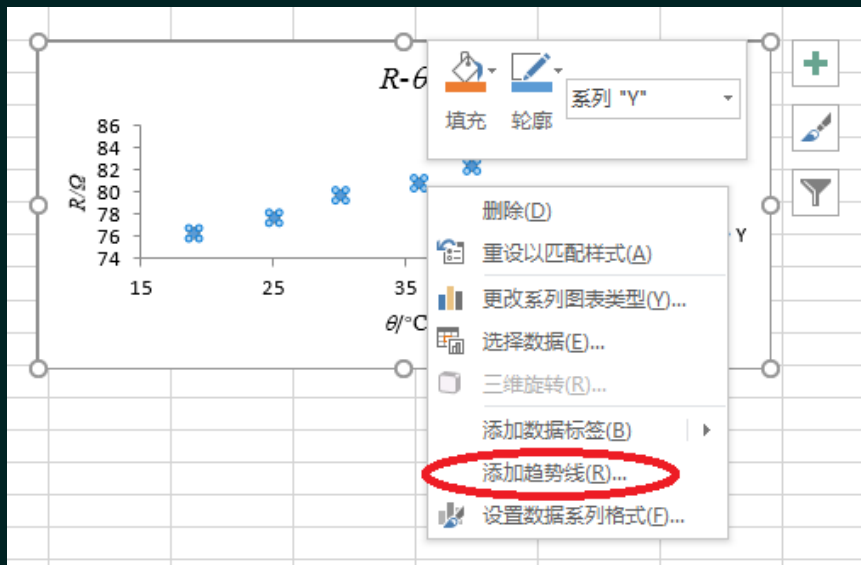 R-θ
填充 轮廓
系列 "Y"
86
84
82
80
78
76
74
R/Ω
15 25 35
θ/°C
Y
删除(D)
重设以匹配样式(A)
更改系列图表类型(Y)...
选择数据(E)...
三维旋转(R)...
添加数据标签(B)
添加趋势线(R)...
设置数据系列格式(F)...